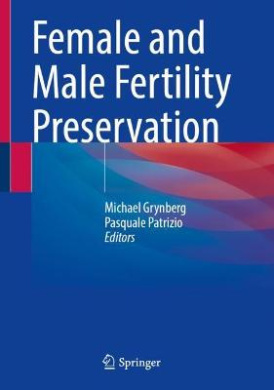 Female and
Male Fertility
Preservation
Michael Grynberg
Pasquale Patrizio
Editors
Springer